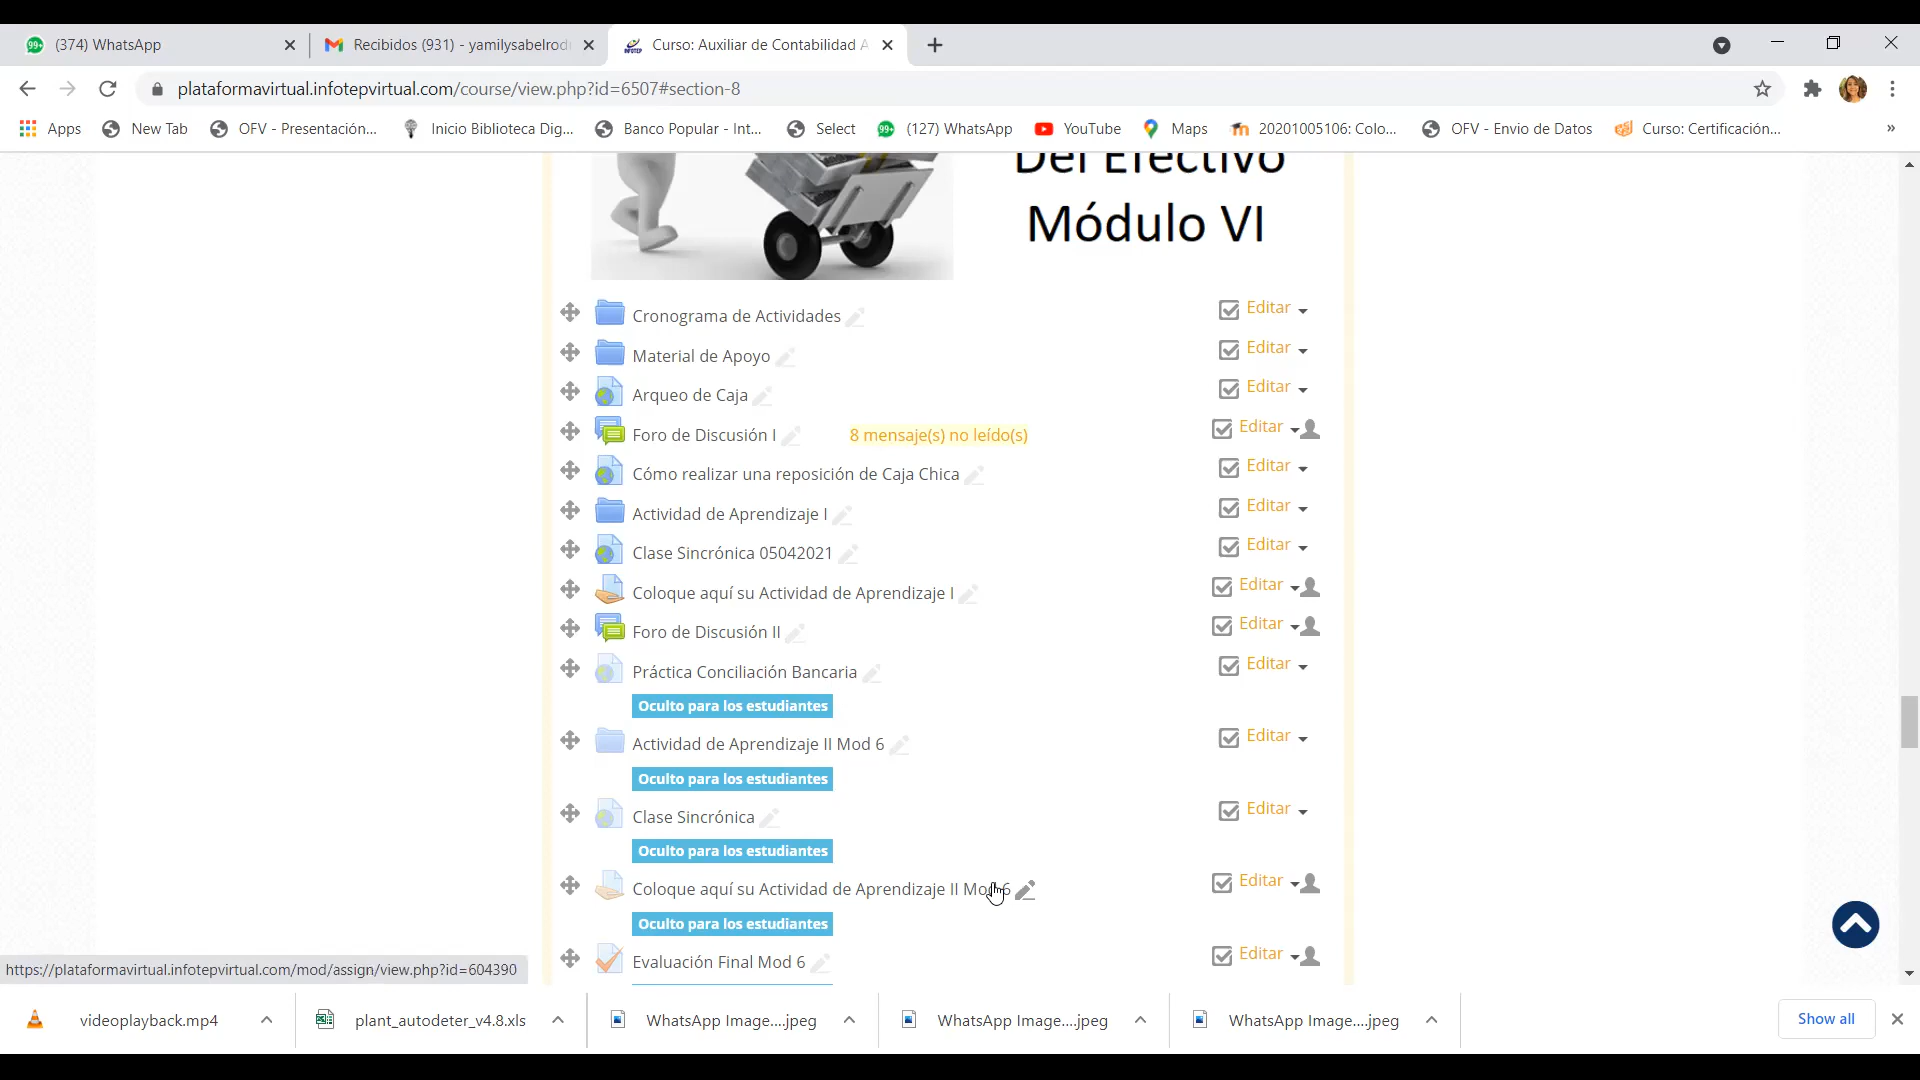 (374) WhatsApp
Recibidos (931) - yamilysabelrod
Curso: Auxiliar de Contabilidad A
plataformavirtual.infotepvirtual.com/course/view.php?id=6507#section-8
Apps
New Tab
OFV - Presentación...
Inicio Biblioteca Dig...
Banco Popular - Int...
Select
(127) WhatsApp
YouTube
Maps
20201005106: Colo...
OFV - Envio de Datos
Curso: Certificación...
»
Del Efectivo
Módulo VI
Cronograma de Actividades
Editar
Material de Apoyo
Editar
Arqueo de Caja
Editar
Foro de Discusión I
8 mensaje(s) no leído(s)
Editar
Cómo realizar una reposición de Caja Chica
Editar
Actividad de Aprendizaje I
Editar
Clase Sincrónica 05042021
Editar
Coloque aquí su Actividad de Aprendizaje I
Editar
Foro de Discusión II
Editar
Práctica Conciliación Bancaria
Editar
Oculto para los estudiantes
Actividad de Aprendizaje II Mod 6
Editar
Oculto para los estudiantes
Clase Sincrónica
Editar
Oculto para los estudiantes
Coloque aquí su Actividad de Aprendizaje II Mod 6
Editar
Oculto para los estudiantes
Evaluación Final Mod 6
Editar
https://plataformavirtual.infotepvirtual.com/mod/assign/view.php?id=604390
videoplayback.mp4
plant_autodeter_v4.8.xls
WhatsApp Image....jpeg
WhatsApp Image....jpeg
WhatsApp Image....jpeg
Show all